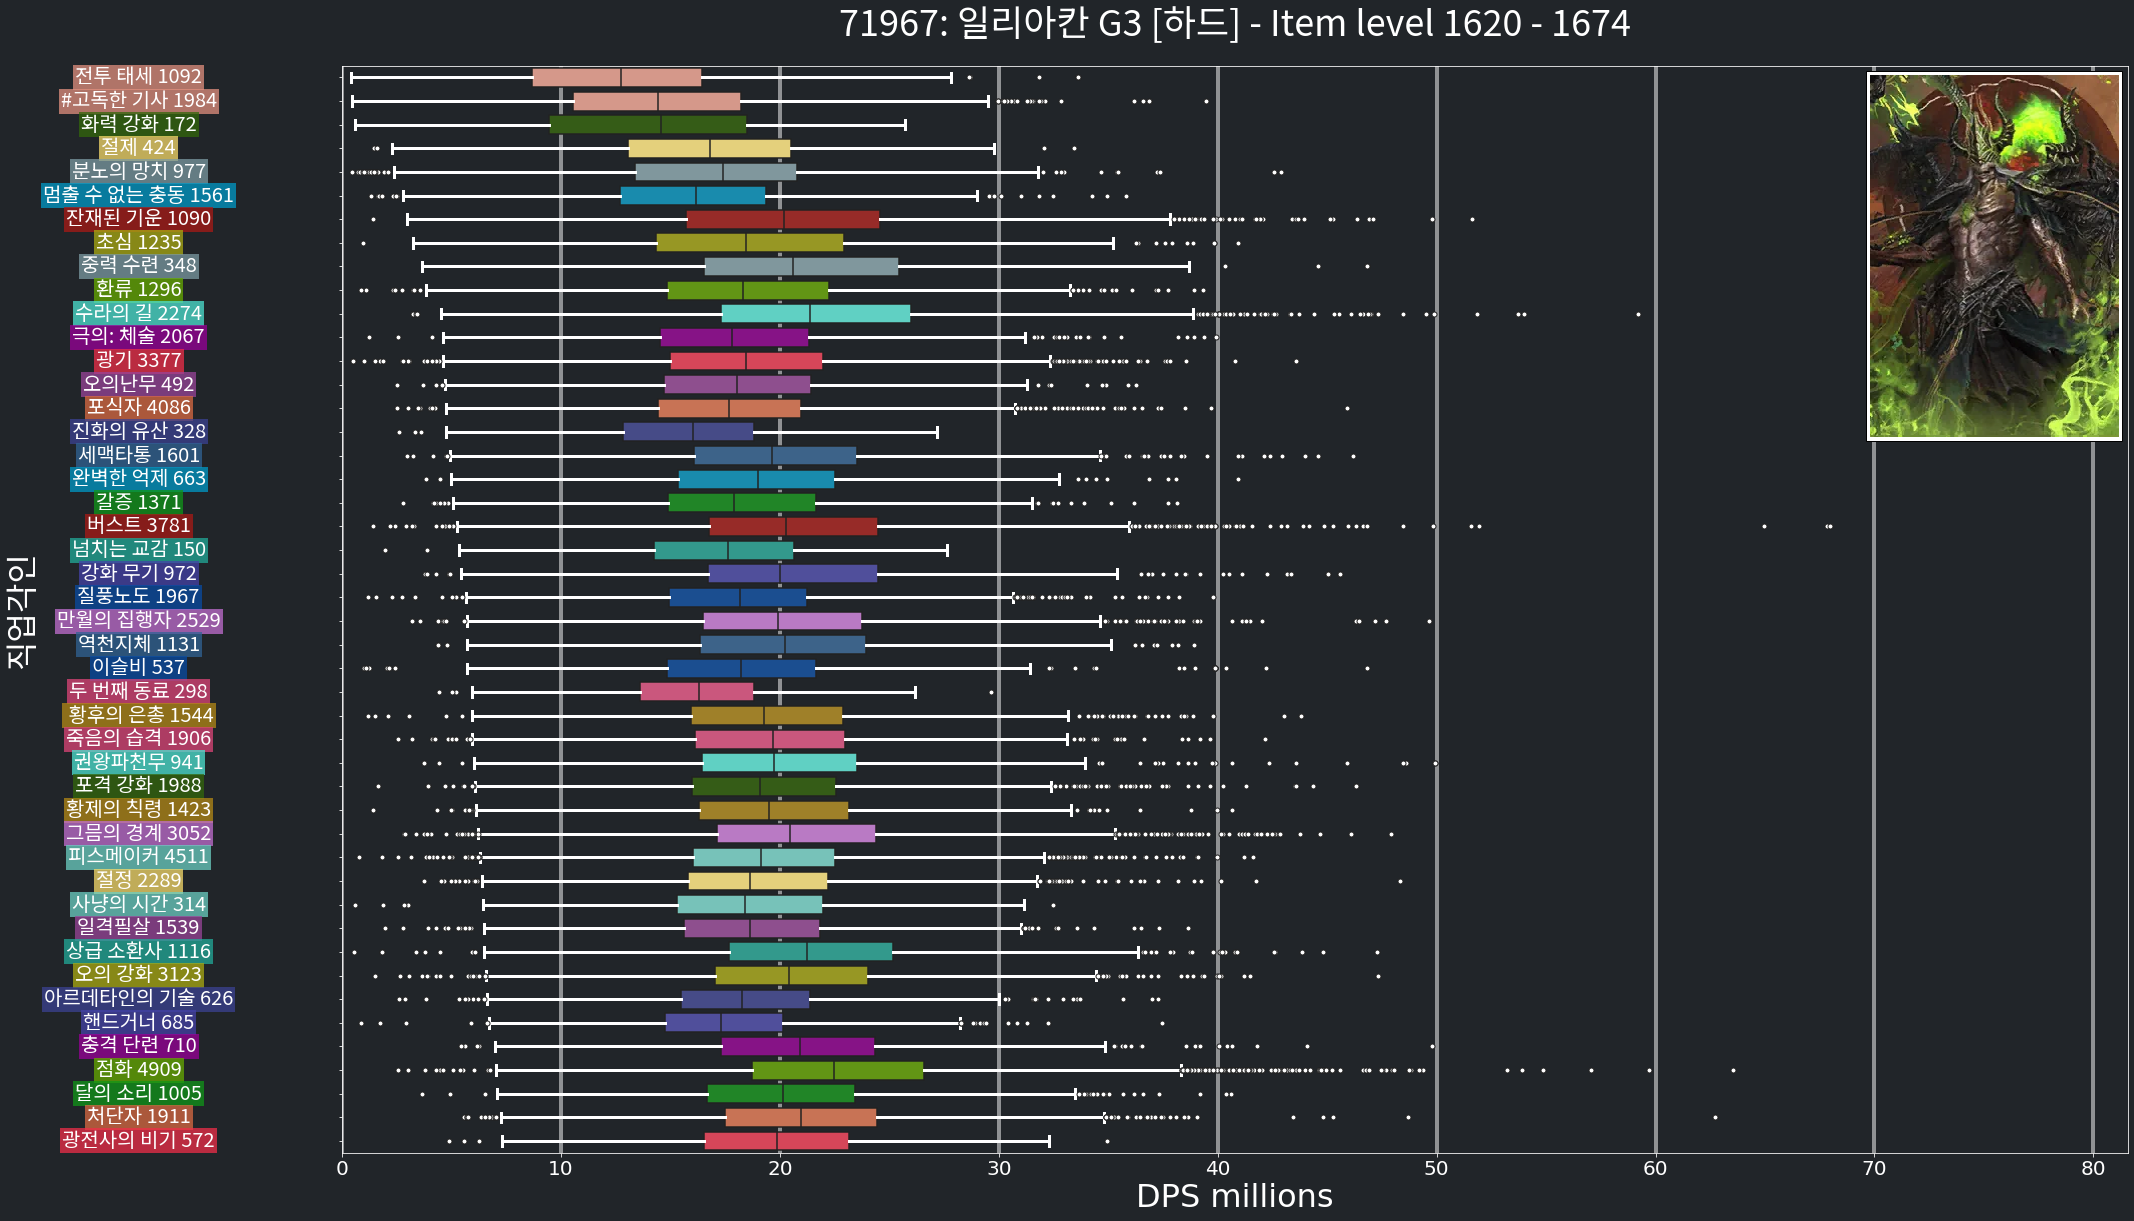 71967: 일리아칸 G3 [하드] - Item level 1620 - 1674
직업각인
전투 태세 1092
#고독한 기사 1984
화력 강화 172
절제 424
분노의 망치 977
멈출 수 없는 충동 1561
잔재된 기운 1090
초심 1235
중력 수련 348
환류 1296
수라의 길 2274
극의: 체술 2067
광기 3377
오의난무 492
포식자 4086
진화의 유산 328
세맥타통 1601
완벽한 억제 663
갈증 1371
버스트 3781
넘치는 교감 150
강화 무기 972
질풍노도 1967
만월의 집행자 2529
역천지체 1131
이슬비 537
두 번째 동료 298
황후의 은총 1544
죽음의 습격 1906
권왕파천무 941
포격 강화 1988
황제의 칙령 1423
그믐의 경계 3052
피스메이커 4511
절정 2289
사냥의 시간 314
일격필살 1539
상급 소환사 1116
오의 강화 3123
아르데타인의 기술 626
핸드거너 685
충격 단련 710
점화 4909
달의 소리 1005
처단자 1911
광전사의 비기 572
0 10 20 30 40 50 60 70 80
DPS millions